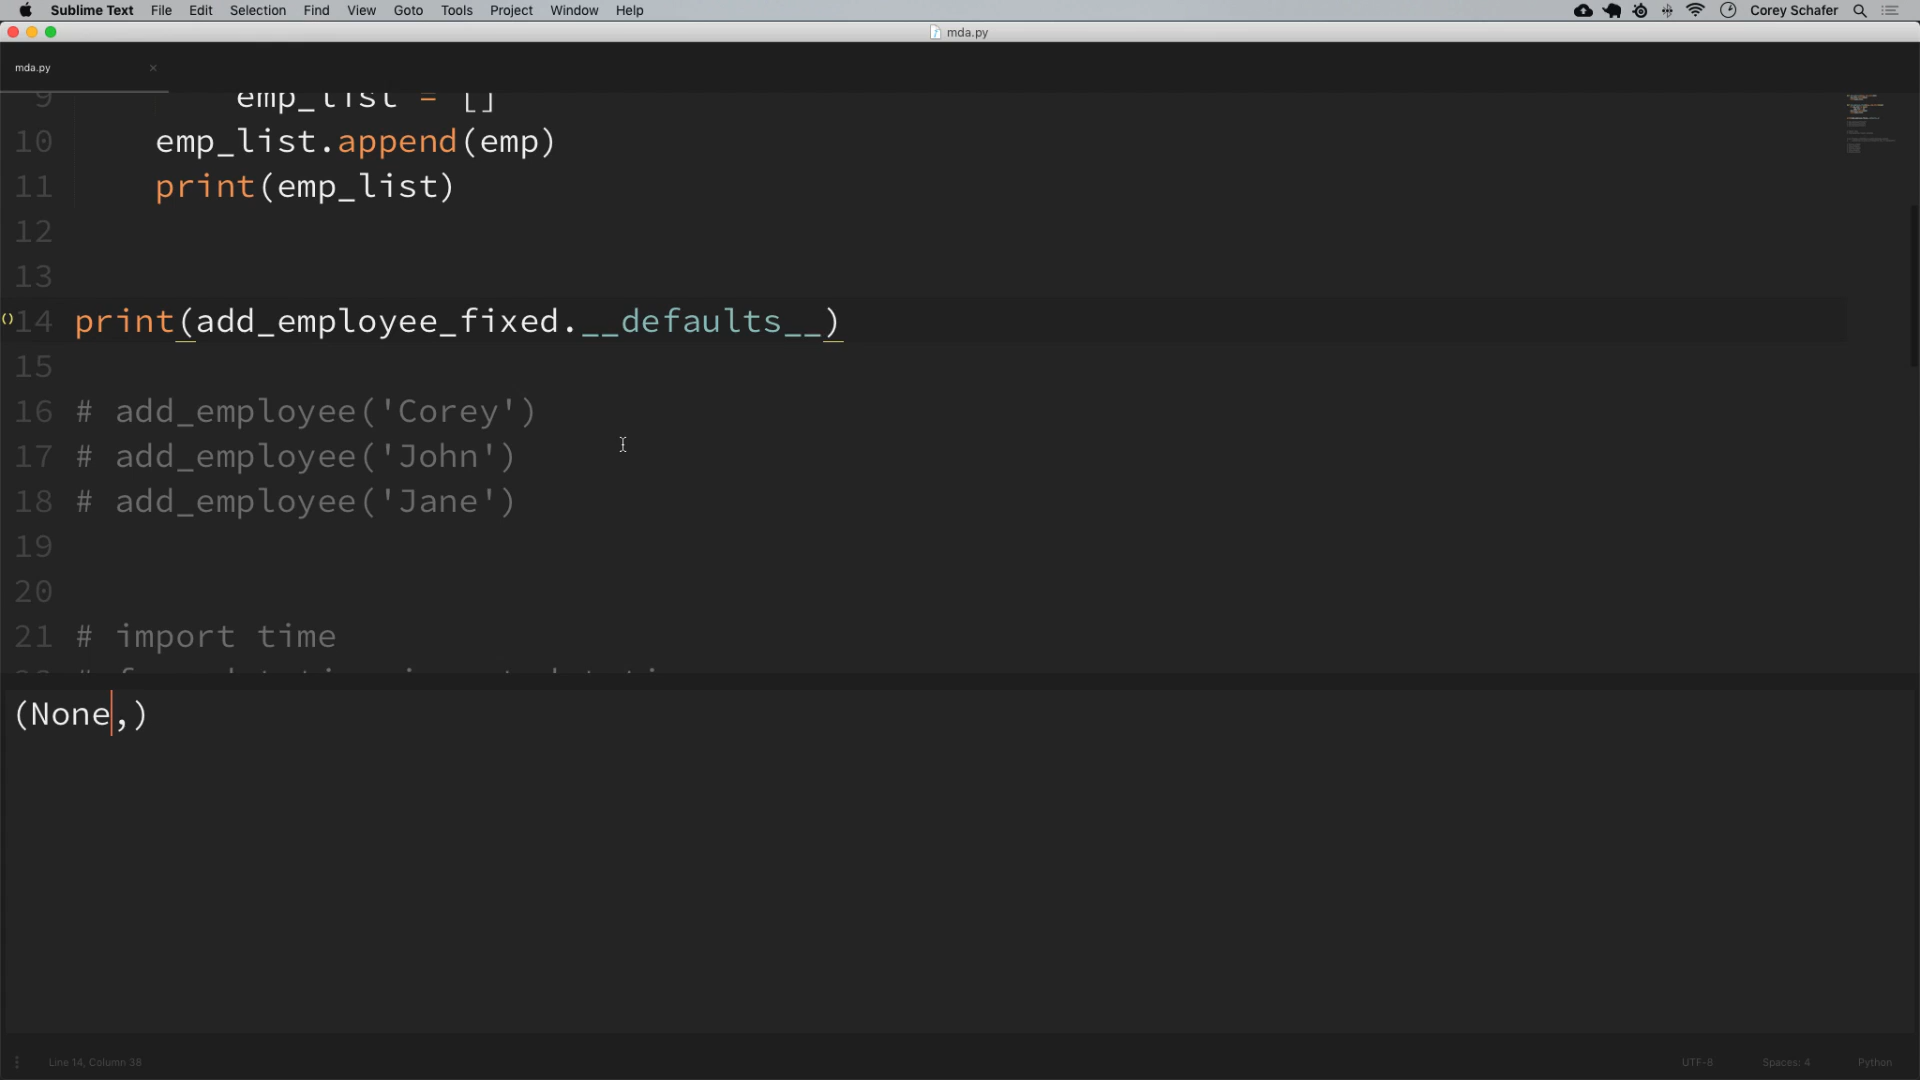 Sublime Text File Edit Selection Find View Goto Tools Project Window Help Corey Schafer
mda.py
mda.py ×
9 emp_list = []
10 emp_list.append(emp)
11 print(emp_list)
12
13
14 print(add_employee_fixed.__defaults__)
15
16 # add_employee('Corey')
17 # add_employee('John')
18 # add_employee('Jane')
19
20
21 # import time
(None,)
Line 14, Column 38 UTF-8 Spaces: 4 Python